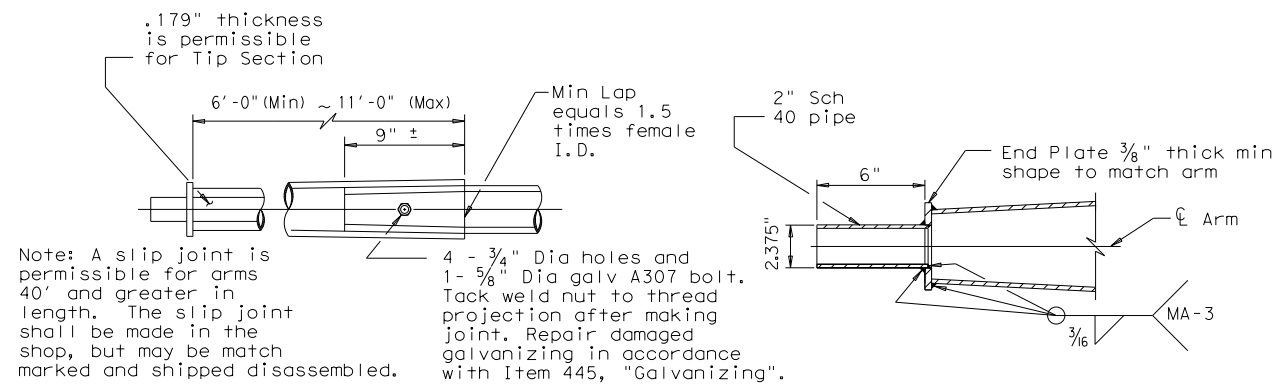 .179" thickness
is permissible
for Tip Section
6'-0"(Min) ~ 11'-0" (Max)
9" ±
Min Lap
equals 1.5
times female
I.D.
Note: A slip joint is
permissible for arms
40' and greater in
length. The slip joint
shall be made in the
shop, but may be match
marked and shipped disassembled.
4 - 3/4" Dia holes and
1- 5/8" Dia galv A307 bolt.
Tack weld nut to thread
projection after making
joint. Repair damaged
galvanizing in accordance
with Item 445, "Galvanizing".
2" Sch
40 pipe
6"
2.375"
End Plate 3/8" thick min
shape to match arm
℄ Arm
3/16
MA-3